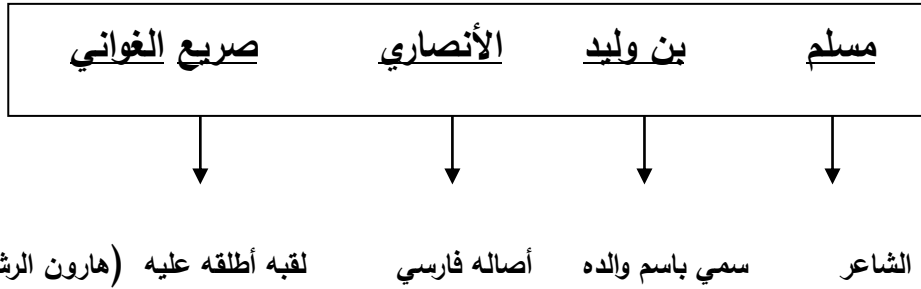 مسلم بن وليد الأنصاري صريع الغواني
الشاعر سمي باسم والده أصاله فارسي لقبه أطلقه عليه (هارون